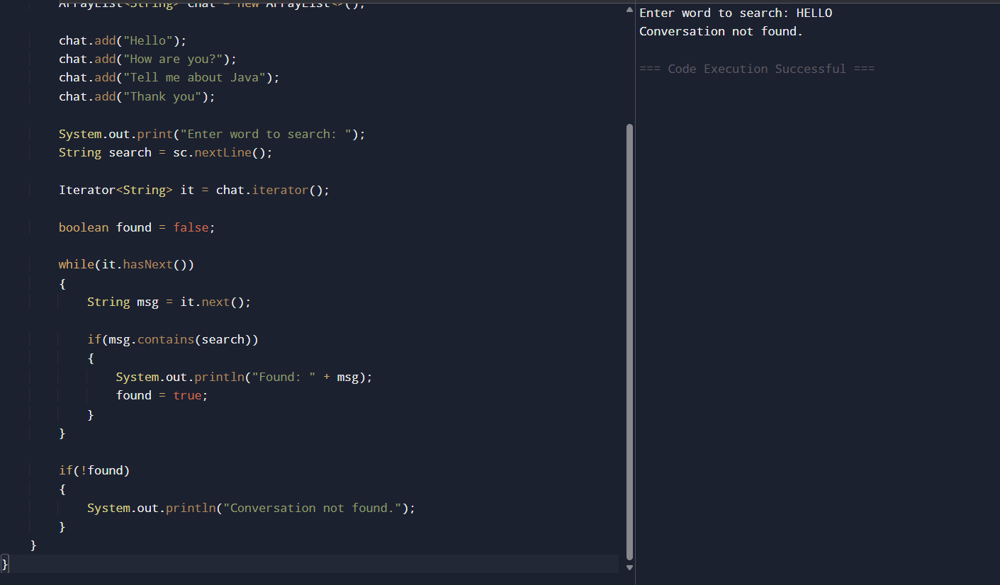 ArrayList<String> chat = new ArrayList<>();
chat.add("Hello");
chat.add("How are you?");
chat.add("Tell me about Java");
chat.add("Thank you");
System.out.print("Enter word to search: ");
String search = sc.nextLine();
Iterator<String> it = chat.iterator();
boolean found = false;
while(it.hasNext())
{
String msg = it.next();
if(msg.contains(search))
{
System.out.println("Found: " + msg);
found = true;
}
}
if(!found)
{
System.out.println("Conversation not found.");
}
}
}
Enter word to search: HELLO
Conversation not found.
=== Code Execution Successful ===